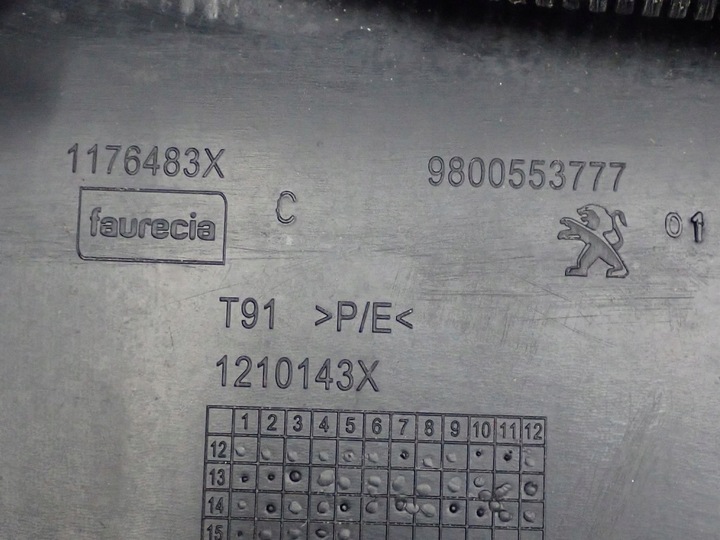 1176483X 9800553777
faurecia C 01
T91 >P/E<
1210143X
1 2 3 4 5 6 7 8 9 10 11 12
12
13
14
15